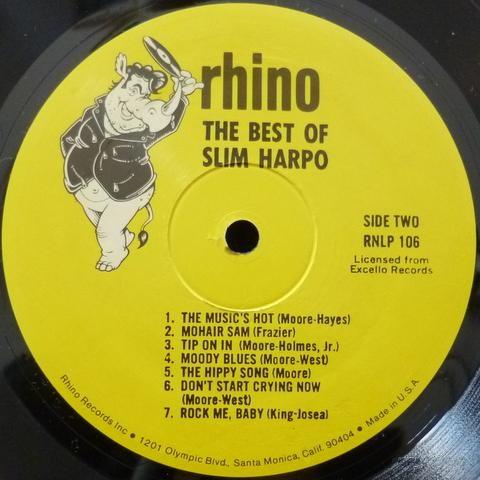 rhino
THE BEST OF
SLIM HARPO
SIDE TWO
RNLP 106
Licensed from
Excello Records
1. THE MUSIC'S HOT (Moore-Hayes)
2. MOHAIR SAM (Frazier)
3. TIP ON IN (Moore-Holmes, Jr.)
4. MOODY BLUES (Moore-West)
5. THE HIPPY SONG (Moore)
6. DON'T START CRYING NOW
(Moore-West)
7. ROCK ME, BABY (King-Josea)
Rhino Records Inc • 1201 Olympic Blvd., Santa Monica, Calif. 90404 • Made in U.S.A.